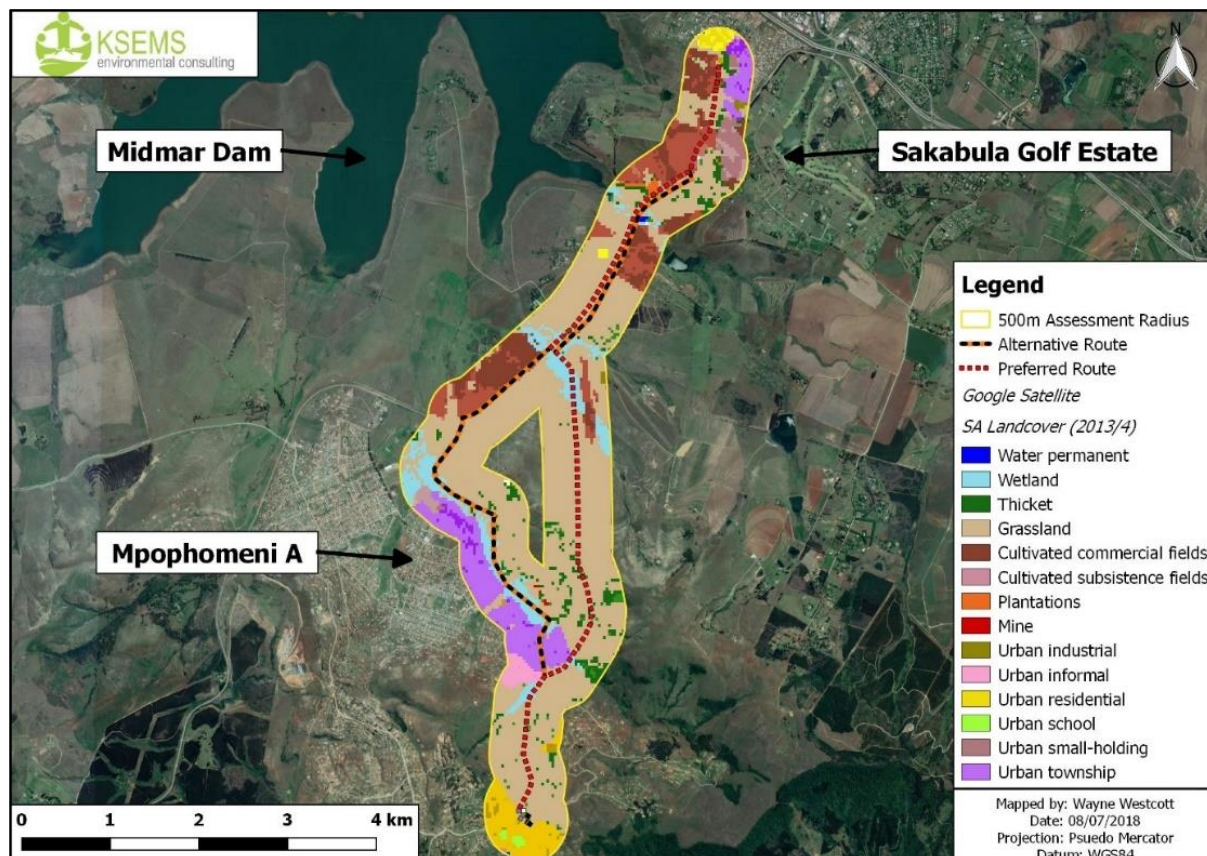 KSEMS
environmental consulting
N
Midmar Dam
Sakabula Golf Estate
Mpophomeni A
Legend
500m Assessment Radius
Alternative Route
Preferred Route
Google Satellite
SA Landcover (2013/4)
Water permanent
Wetland
Thicket
Grassland
Cultivated commercial fields
Cultivated subsistence fields
Plantations
Mine
Urban industrial
Urban informal
Urban residential
Urban school
Urban small-holding
Urban township
0 1 2 3 4 km
Mapped by: Wayne Westcott
Date: 08/07/2018
Projection: Psuedo Mercator
Datum: WGS84